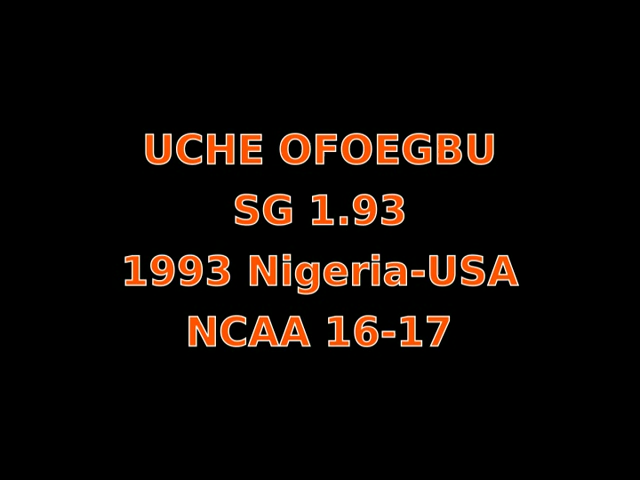 UCHE OFOEGBU
SG 1.93
1993 Nigeria-USA
NCAA 16-17